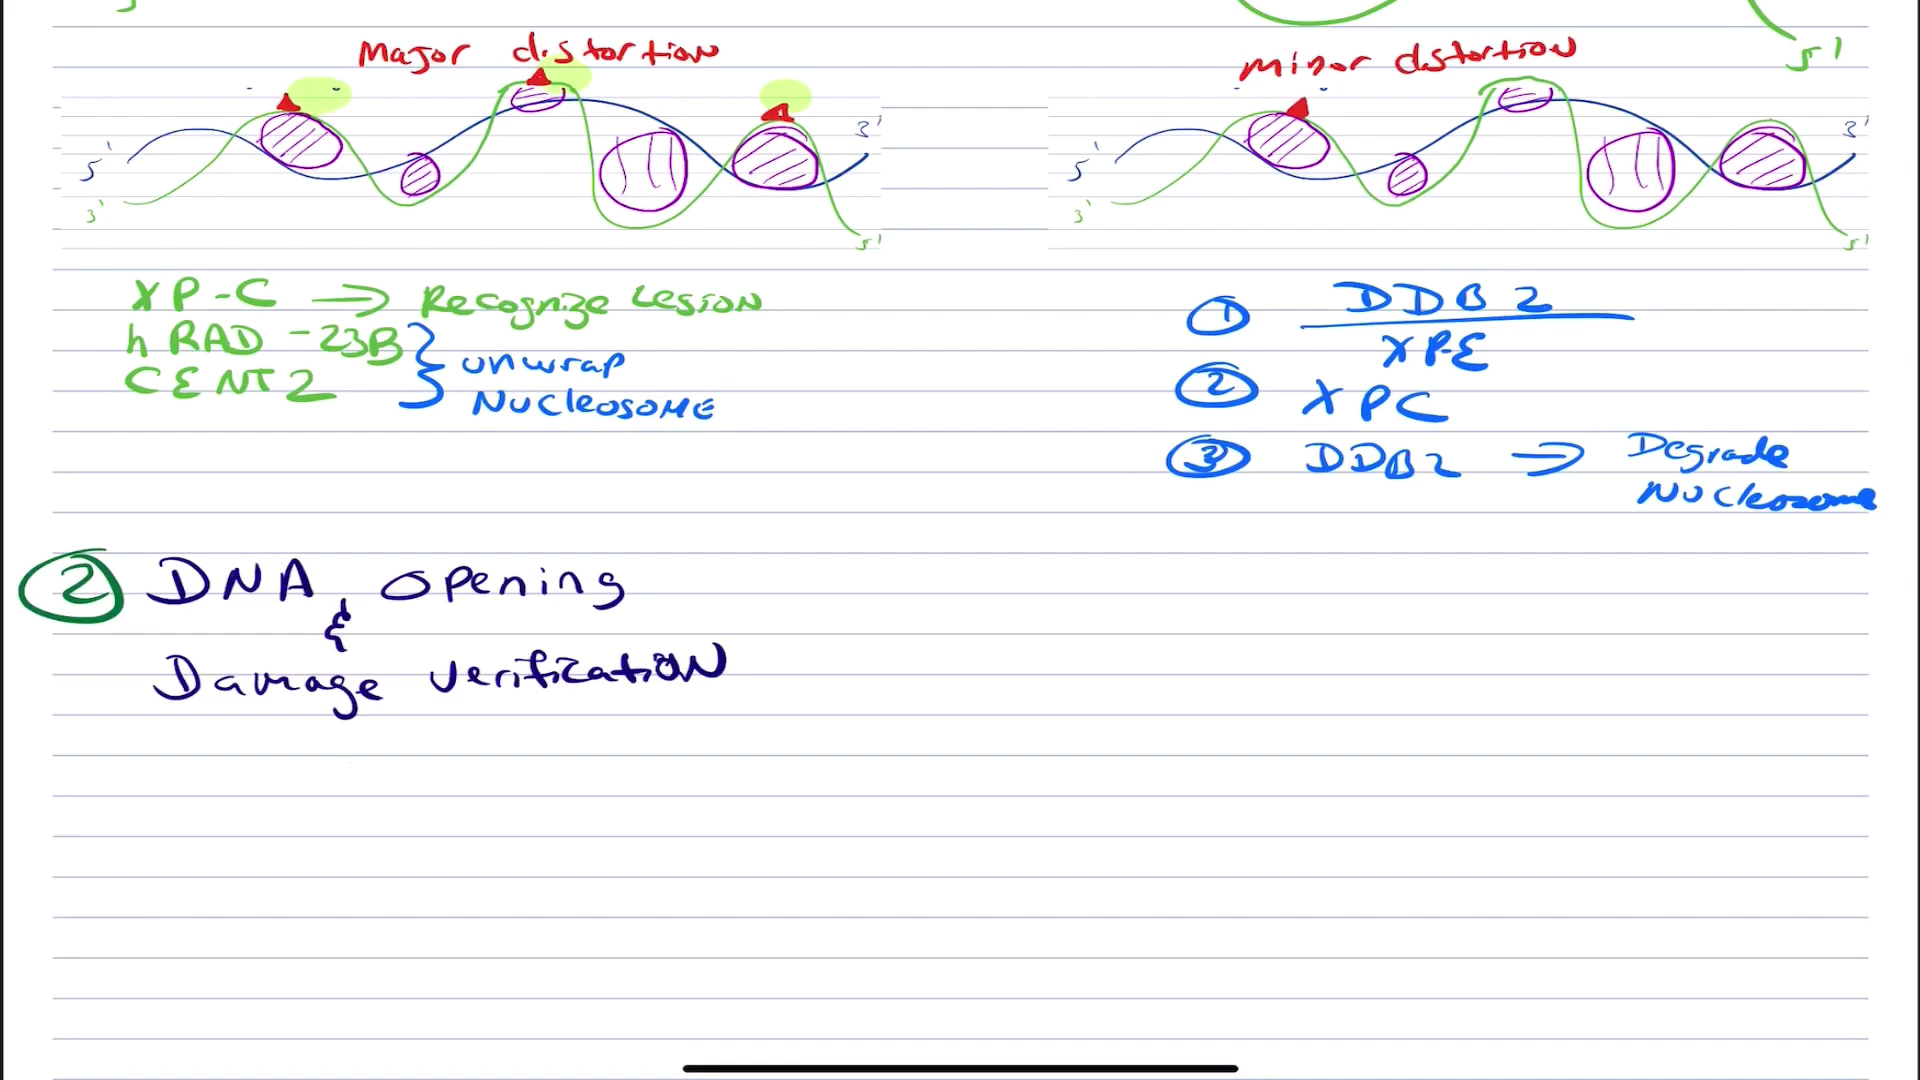 5'
Major distortion
5'
3'
3'
5'
XP-C → Recognize Lesion
hRAD-23B
CENT2
unwrap
Nucleosome
minor distortion
5'
3'
3'
5'
① DDB2
XP-E
② XPC
③ DDB2 → Degrade
Nucleosome
② DNA opening
&
Damage verification